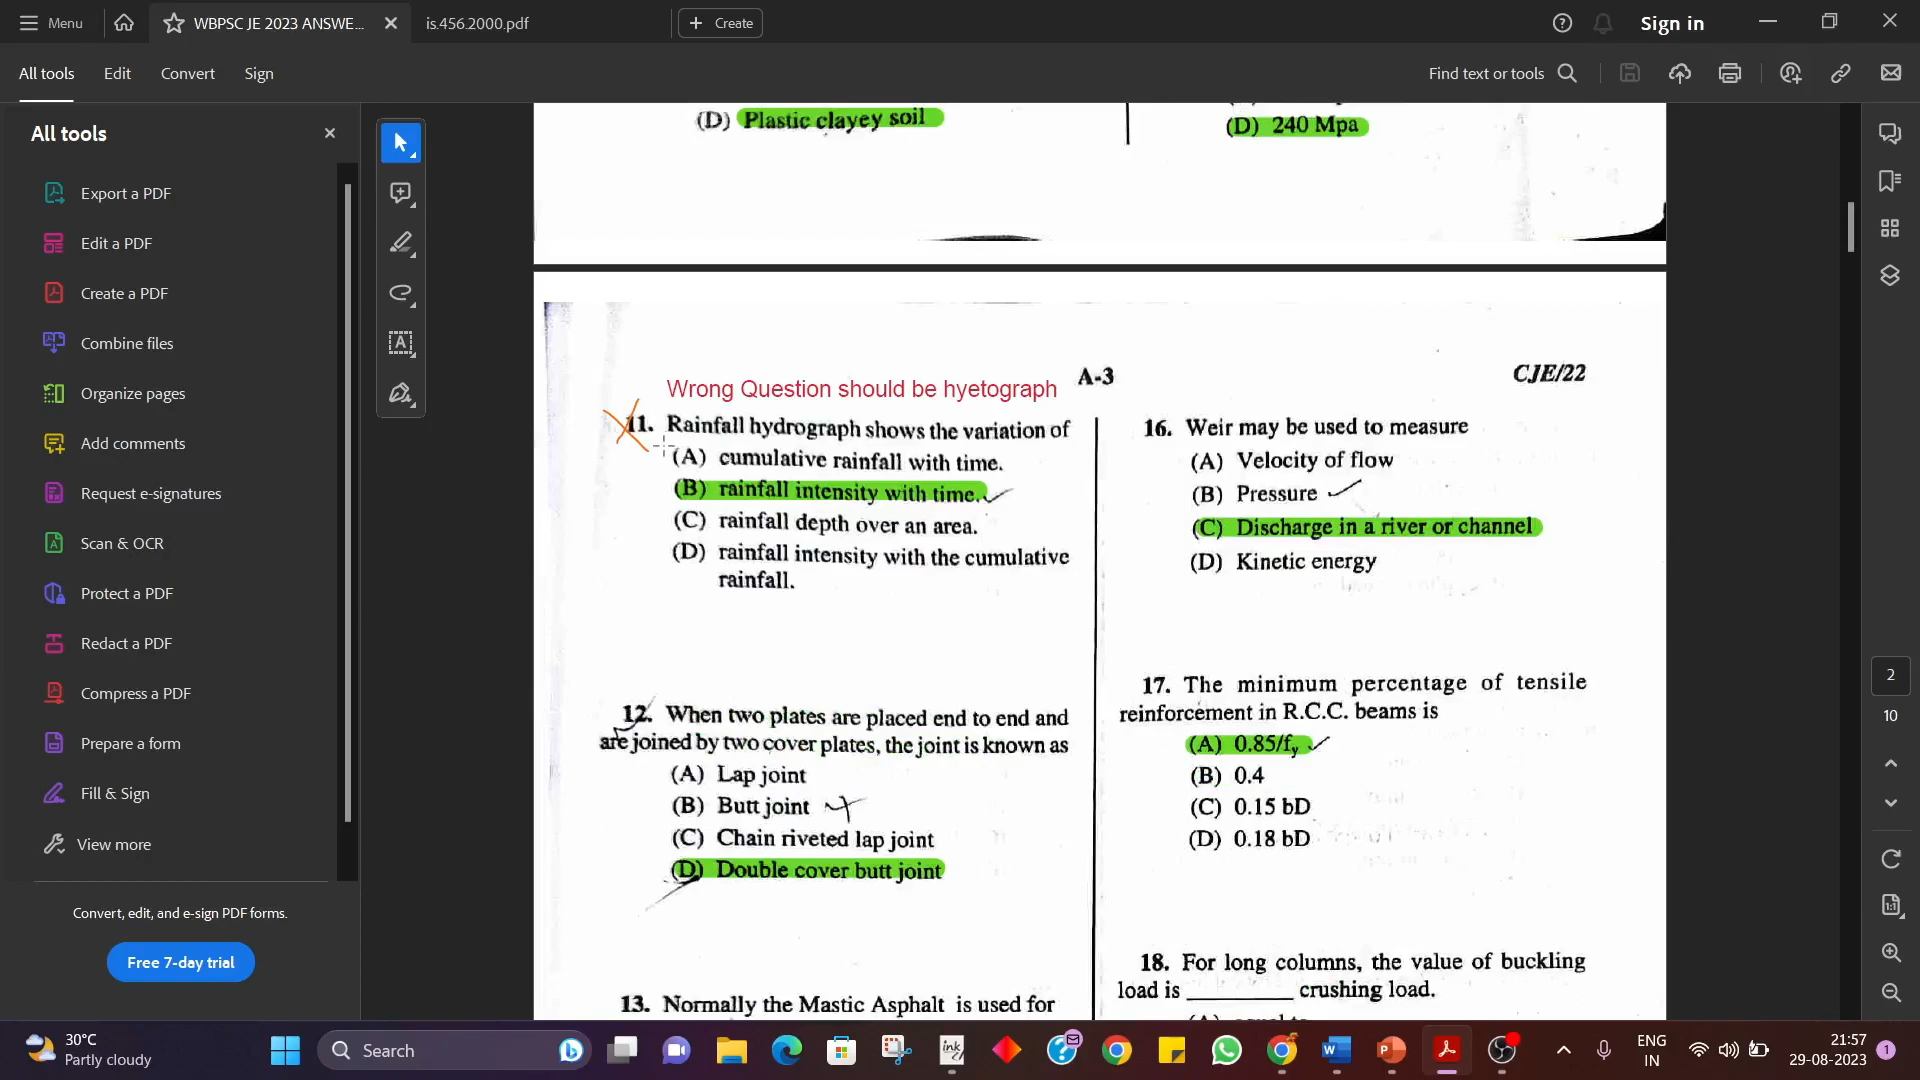 Menu
WBPSC JE 2023 ANSWE...
is.456.2000.pdf
Create
Sign in
All tools
Edit
Convert
Sign
Find text or tools
All tools
Export a PDF
Edit a PDF
Create a PDF
Combine files
Organize pages
Add comments
Request e-signatures
Scan & OCR
Protect a PDF
Redact a PDF
Compress a PDF
Prepare a form
Fill & Sign
View more
Convert, edit, and e-sign PDF forms.
Free 7-day trial
(D) Plastic clayey soil
(D) 240 Mpa
A-3
CJE/22
Wrong Question should be hyetograph
11. Rainfall hydrograph shows the variation of
(A) cumulative rainfall with time.
(B) rainfall intensity with time.
(C) rainfall depth over an area.
(D) rainfall intensity with the cumulative
rainfall.
12. When two plates are placed end to end and
are joined by two cover plates, the joint is known as
(A) Lap joint
(B) Butt joint
(C) Chain riveted lap joint
(D) Double cover butt joint
13. Normally the Mastic Asphalt is used for
16. Weir may be used to measure
(A) Velocity of flow
(B) Pressure
(C) Discharge in a river or channel
(D) Kinetic energy
17. The minimum percentage of tensile
reinforcement in R.C.C. beams is
(A) 0.85/fy
(B) 0.4
(C) 0.15 bD
(D) 0.18 bD
18. For long columns, the value of buckling
load is __________ crushing load.
2
10
30°C
Partly cloudy
Search
ENG
IN
21:57
29-08-2023
1